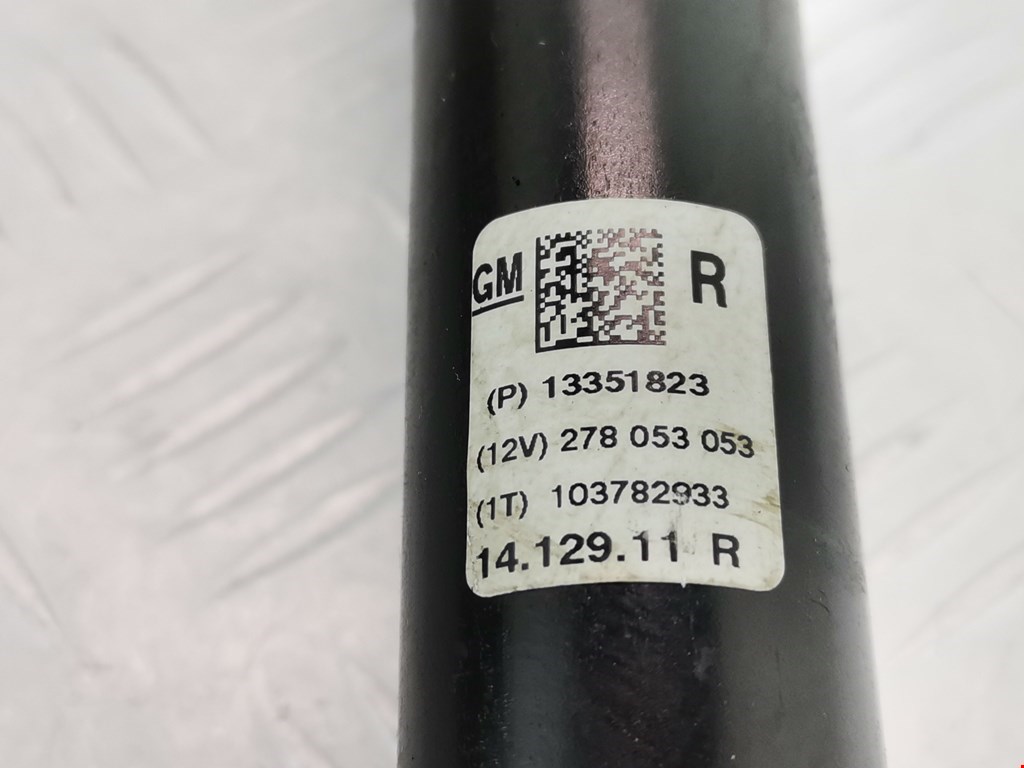 GM R
(P) 13351823
(12V) 278 053 053
(1T) 103782933
14.129.11 R